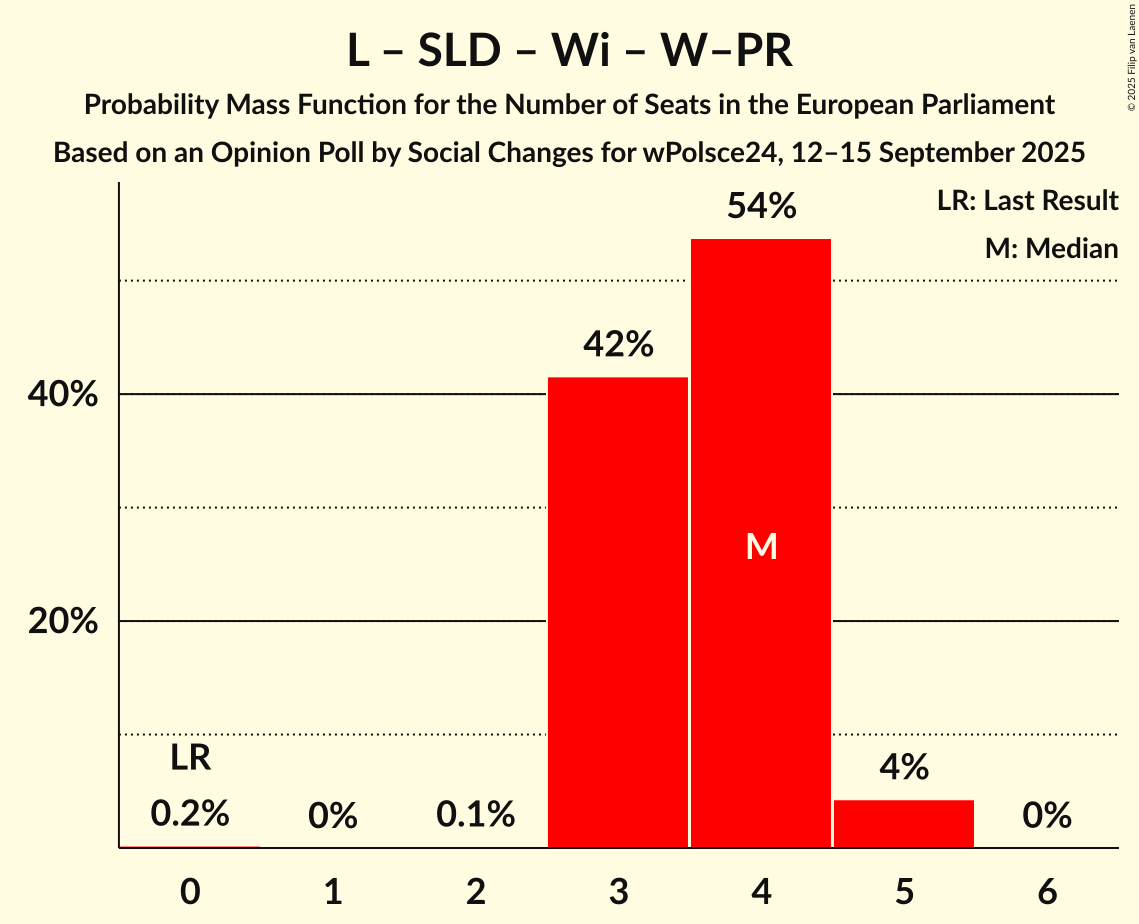 L – SLD – Wi – W–PR
Probability Mass Function for the Number of Seats in the European Parliament
Based on an Opinion Poll by Social Changes for wPolsce24, 12–15 September 2025
© 2025 Filip van Laenen
LR: Last Result
M: Median
54%
42%
40%
M
20%
LR
0.2%
0%
0.1%
4%
0%
0 1 2 3 4 5 6